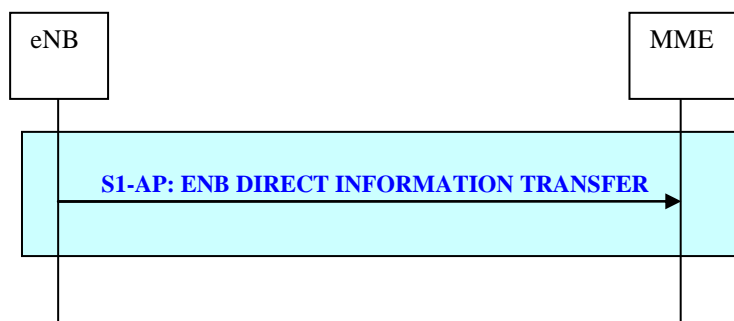 eNB
MME
S1-AP: ENB DIRECT INFORMATION TRANSFER